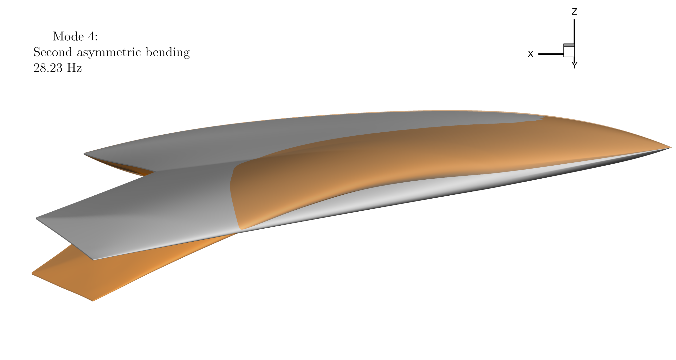 Mode 4:
Second asymmetric bending
28.23 Hz
Z
X
Y